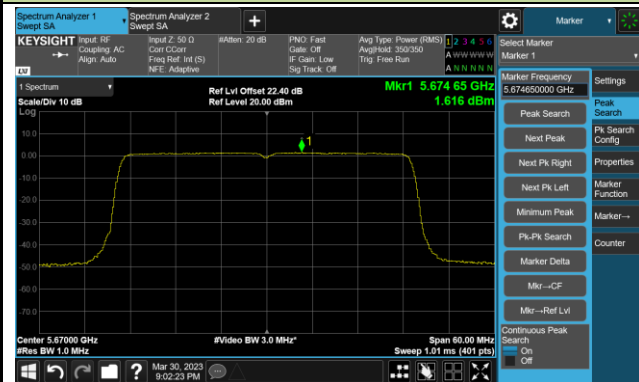 Spectrum Analyzer 1
Swept SA
Spectrum Analyzer 2
Swept SA
+
Marker
KEYSIGHT
Input: RF
Coupling: AC
Align: Auto
Input Z: 50 Ω
Corr CCorr
Freq Ref: Int (S)
NFE: Adaptive
#Atten: 20 dB
PNO: Fast
Gate: Off
IF Gain: Low
Sig Track: Off
Avg Type: Power (RMS)
Avg|Hold: 350/350
Trig: Free Run
1 2 3 4 5 6
A W W W W W
A N N N N N
Select Marker
Marker 1
LXI
1 Spectrum
Scale/Div 10 dB
Log
Ref Lvl Offset 22.40 dB
Ref Level 20.00 dBm
Mkr1 5.674 65 GHz
1.616 dBm
10.0
0.00
-10.0
-20.0
-30.0
-40.0
-50.0
-60.0
-70.0
1
Center 5.67000 GHz
#Res BW 1.0 MHz
#Video BW 3.0 MHz*
Span 60.00 MHz
Sweep 1.01 ms (401 pts)
Marker Frequency
5.674650000 GHz
Peak Search
Next Peak
Next Pk Right
Next Pk Left
Minimum Peak
Pk-Pk Search
Marker Delta
Mkr→CF
Mkr→Ref Lvl
Continuous Peak
Search
On
Off
Settings
Peak
Search
Pk Search
Config
Properties
Marker
Function
Marker→
Counter
?
Mar 30, 2023
9:02:23 PM